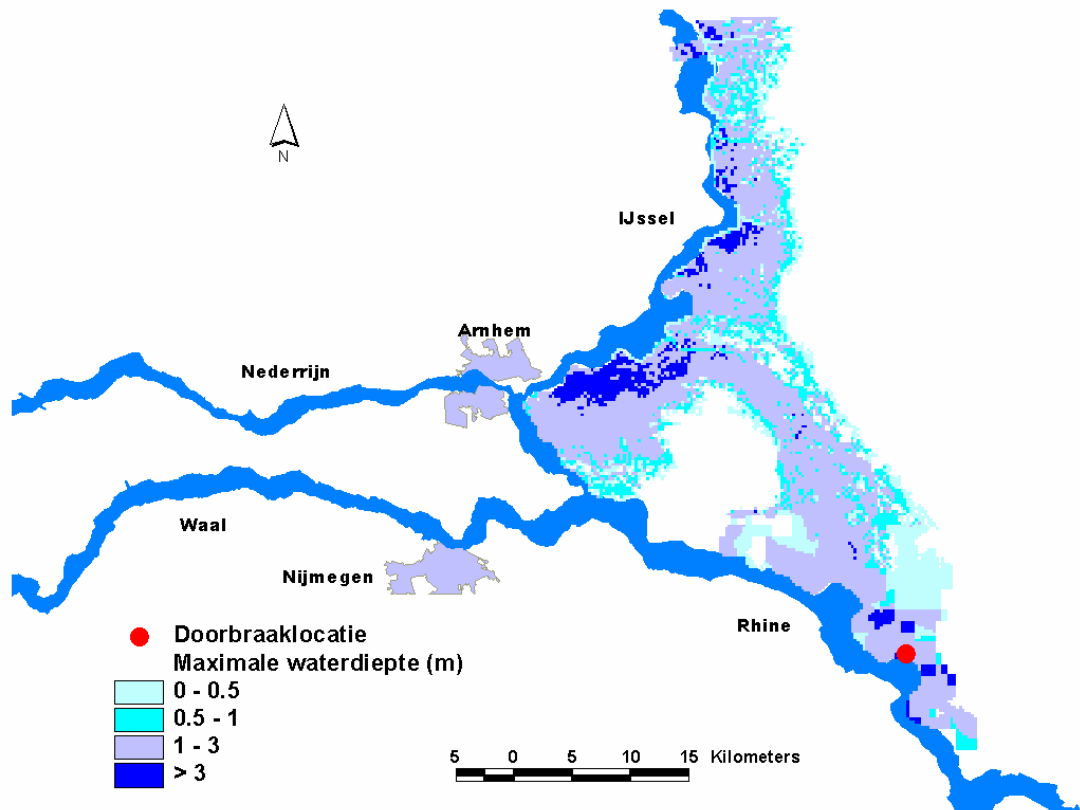 N
IJssel
Arnhem
Nederrijn
Waal
Nijmegen
Rhine
Doorbraaklocatie
Maximale waterdiepte (m)
0 - 0.5
0.5 - 1
1 - 3
> 3
5 0 5 10 15 Kilometers